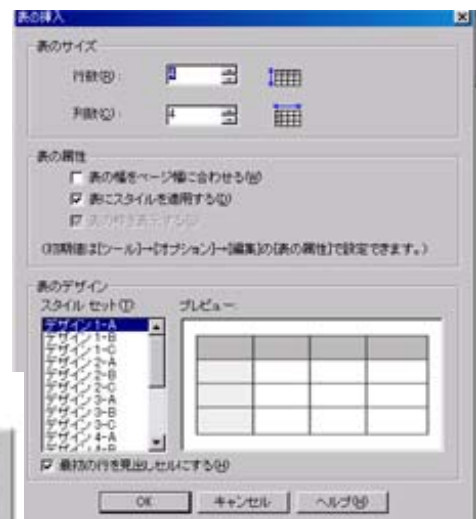 表の挿入
表のサイズ
行数(R):
4
列数(C):
4
表の属性
表の幅をページ幅に合わせる(W)
表にスタイルを適用する(D)
表の枠を表示する(B)
(初期値は[ツール]→[オプション]→[編集]の[表の属性]で設定できます。)
表のデザイン
スタイル セット(T)
プレビュー
デザイン 1-A
デザイン 1-B
デザイン 1-C
デザイン 2-A
デザイン 2-B
デザイン 2-C
デザイン 3-A
デザイン 3-B
デザイン 3-C
デザイン 4-A
最初の行を見出しセルにする(H)
OK
キャンセル
ヘルプ(H)